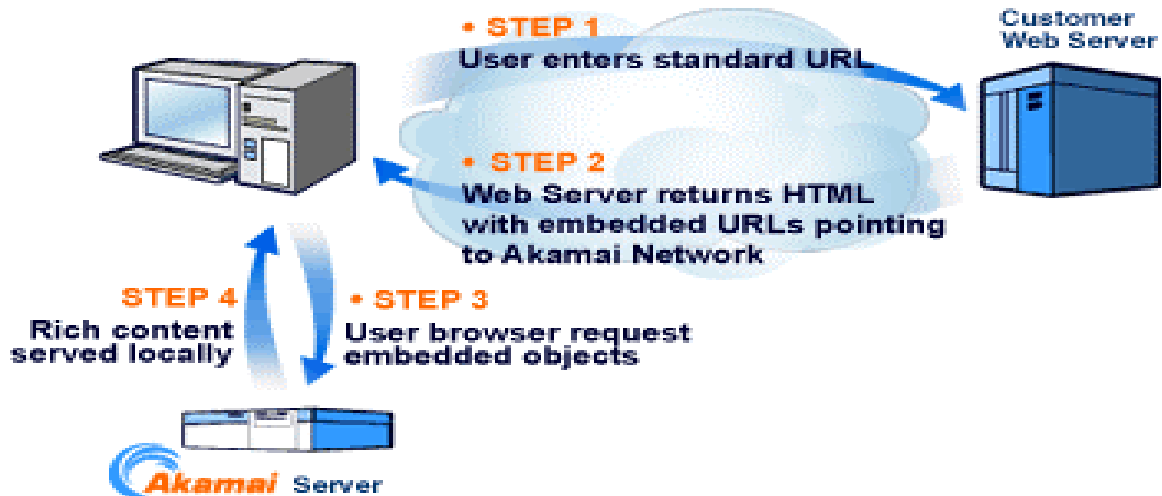 • STEP 1
User enters standard URL
Customer
Web Server
• STEP 2
Web Server returns HTML
with embedded URLs pointing
to Akamai Network
STEP 4
Rich content
served locally
• STEP 3
User browser request
embedded objects
Akamai Server